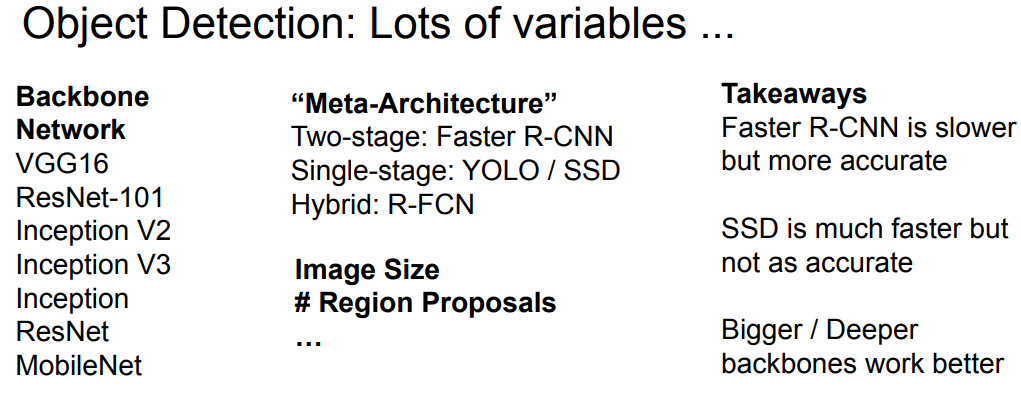 Object Detection: Lots of variables ...
Backbone
Network
VGG16
ResNet-101
Inception V2
Inception V3
Inception
ResNet
MobileNet
“Meta-Architecture”
Two-stage: Faster R-CNN
Single-stage: YOLO / SSD
Hybrid: R-FCN
Image Size
# Region Proposals
...
Takeaways
Faster R-CNN is slower
but more accurate
SSD is much faster but
not as accurate
Bigger / Deeper
backbones work better